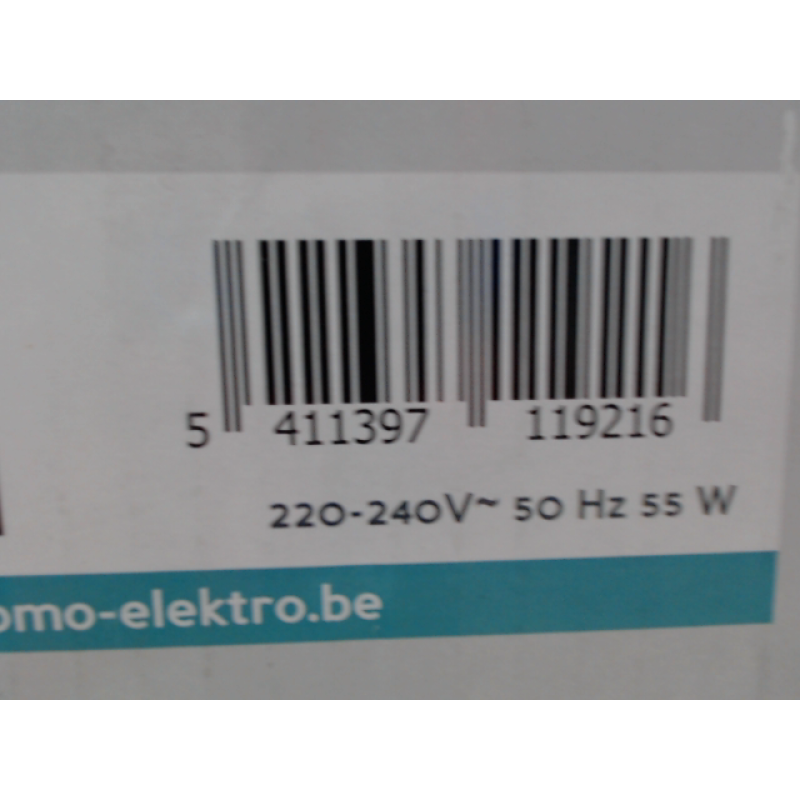 5 411397 119216
220-240V~ 50 Hz 55 W
omo-elektro.be